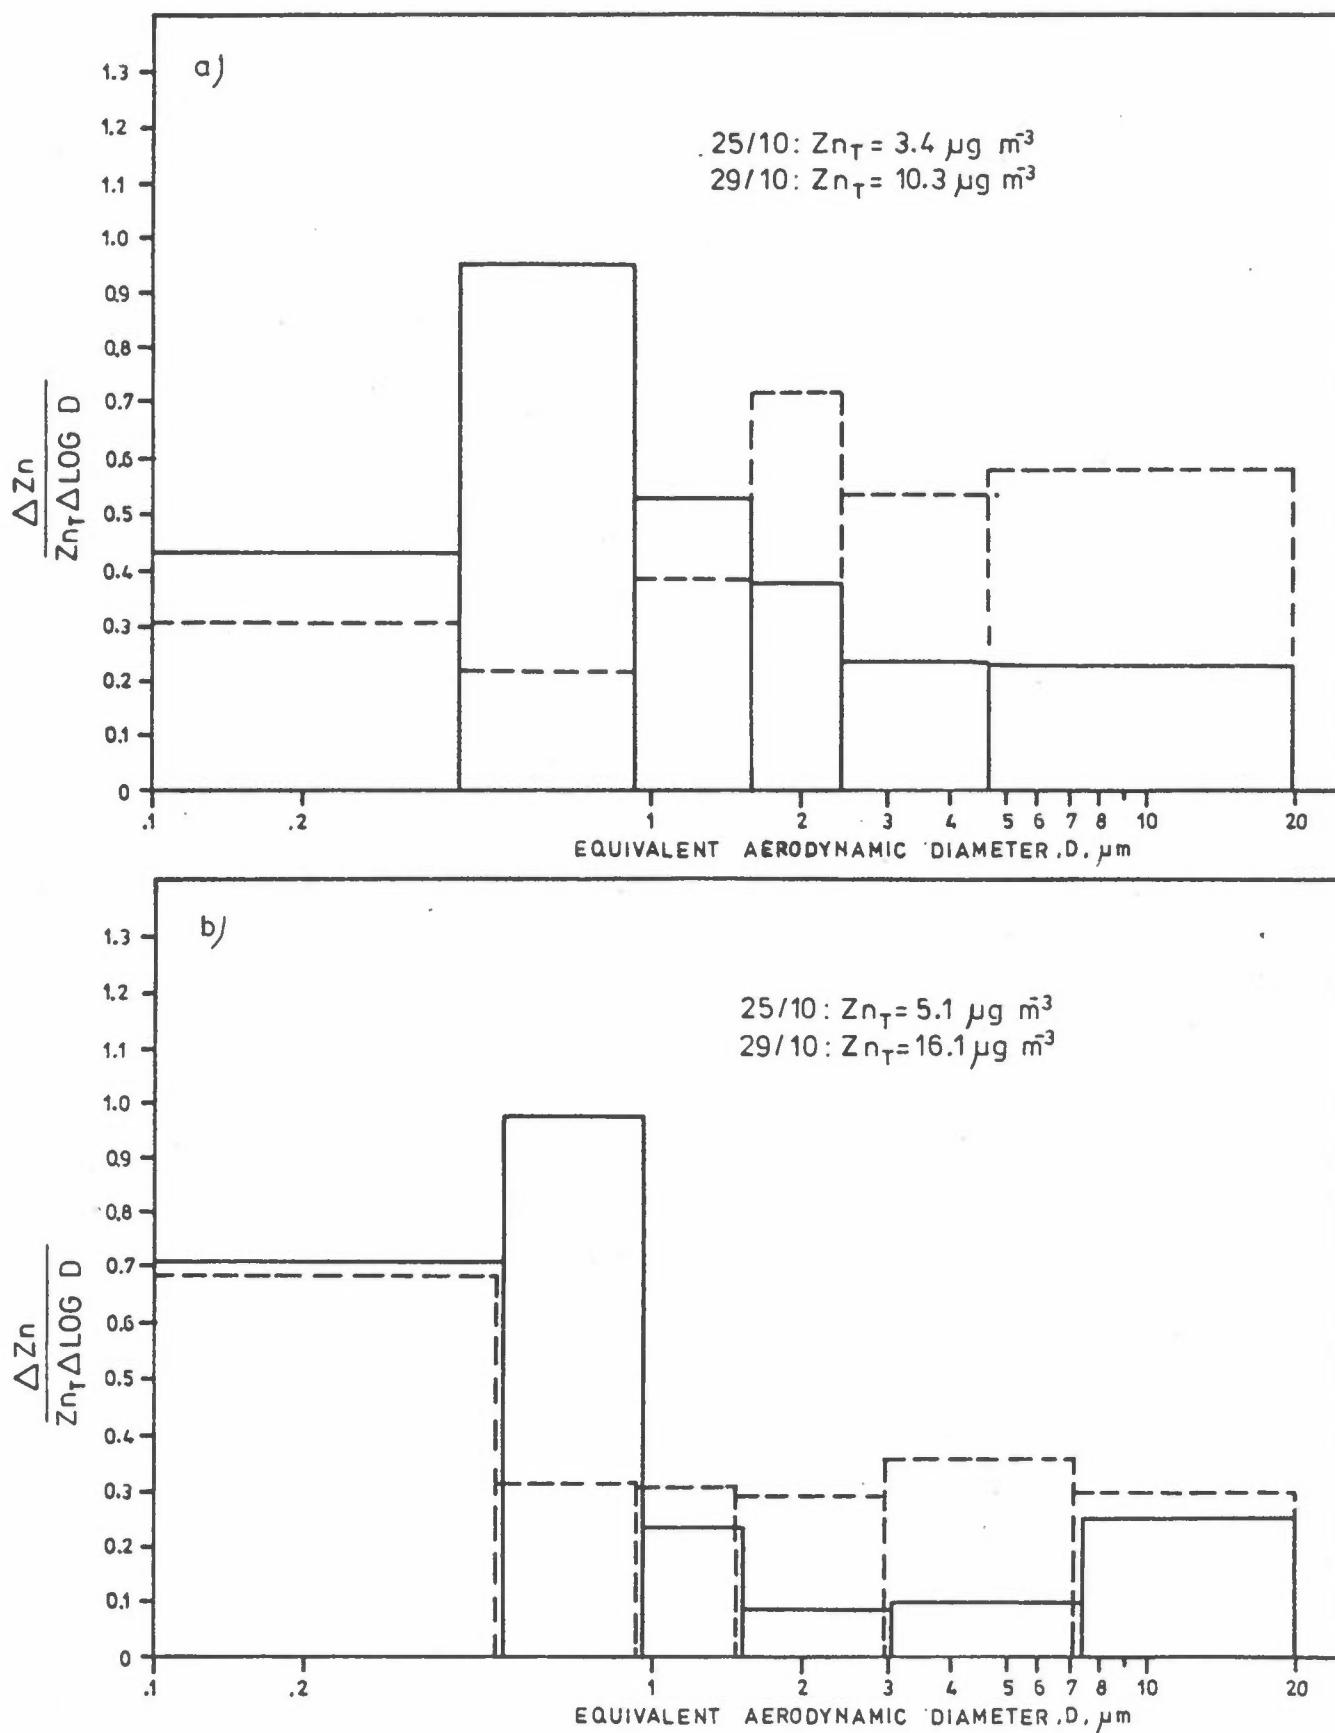 a)
25/10: ZnT = 3.4 µg m-3
29/10: ZnT = 10.3 µg m-3
1.3
1.2
1.1
1.0
0.9
0.8
0.7
0.6
0.5
0.4
0.3
0.2
0.1
0
ΔZn
ZnT ΔLOG D
.1 .2 1 2 3 4 5 6 7 8 10 20
EQUIVALENT AERODYNAMIC DIAMETER, D, µm
b)
25/10: ZnT = 5.1 µg m-3
29/10: ZnT = 16.1 µg m-3
1.3
1.2
1.1
1.0
0.9
0.8
0.7
0.6
0.5
0.4
0.3
0.2
0.1
0
ΔZn
ZnT ΔLOG D
.1 .2 1 2 3 4 5 6 7 8 10 20
EQUIVALENT AERODYNAMIC DIAMETER, D, µm